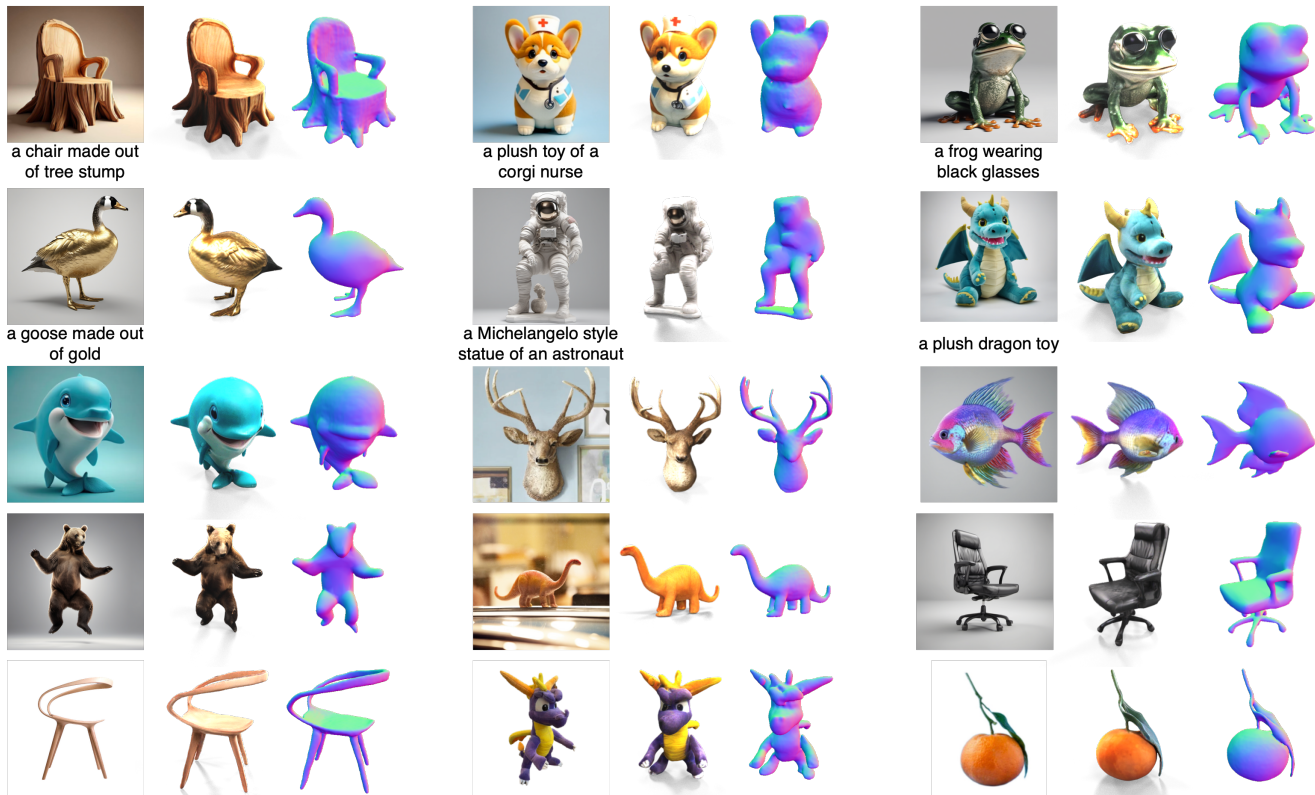 a chair made out
of tree stump
a plush toy of a
corgi nurse
a frog wearing
black glasses
a goose made out
of gold
a Michelangelo style
statue of an astronaut
a plush dragon toy